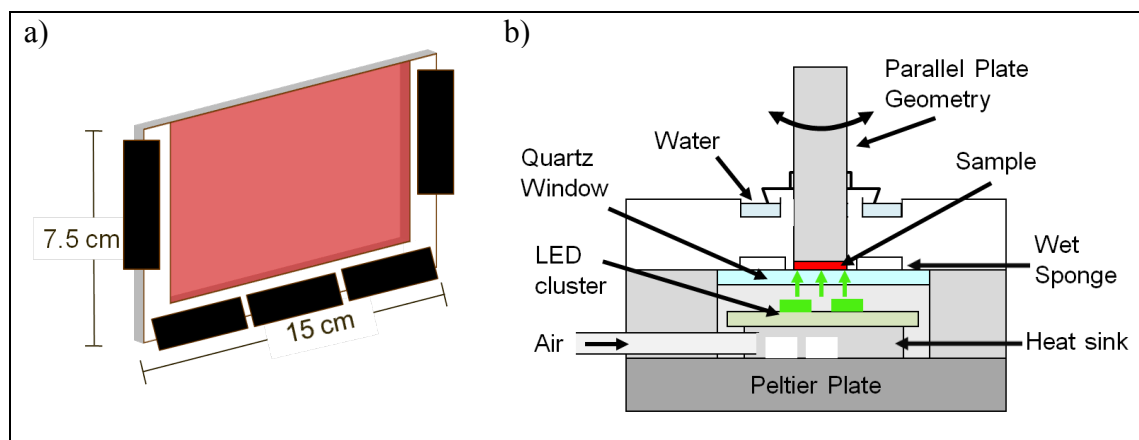 a)
7.5 cm
15 cm
b)
Parallel Plate
Geometry
Water
Sample
Quartz
Window
LED
cluster
Wet
Sponge
Air
Heat sink
Peltier Plate